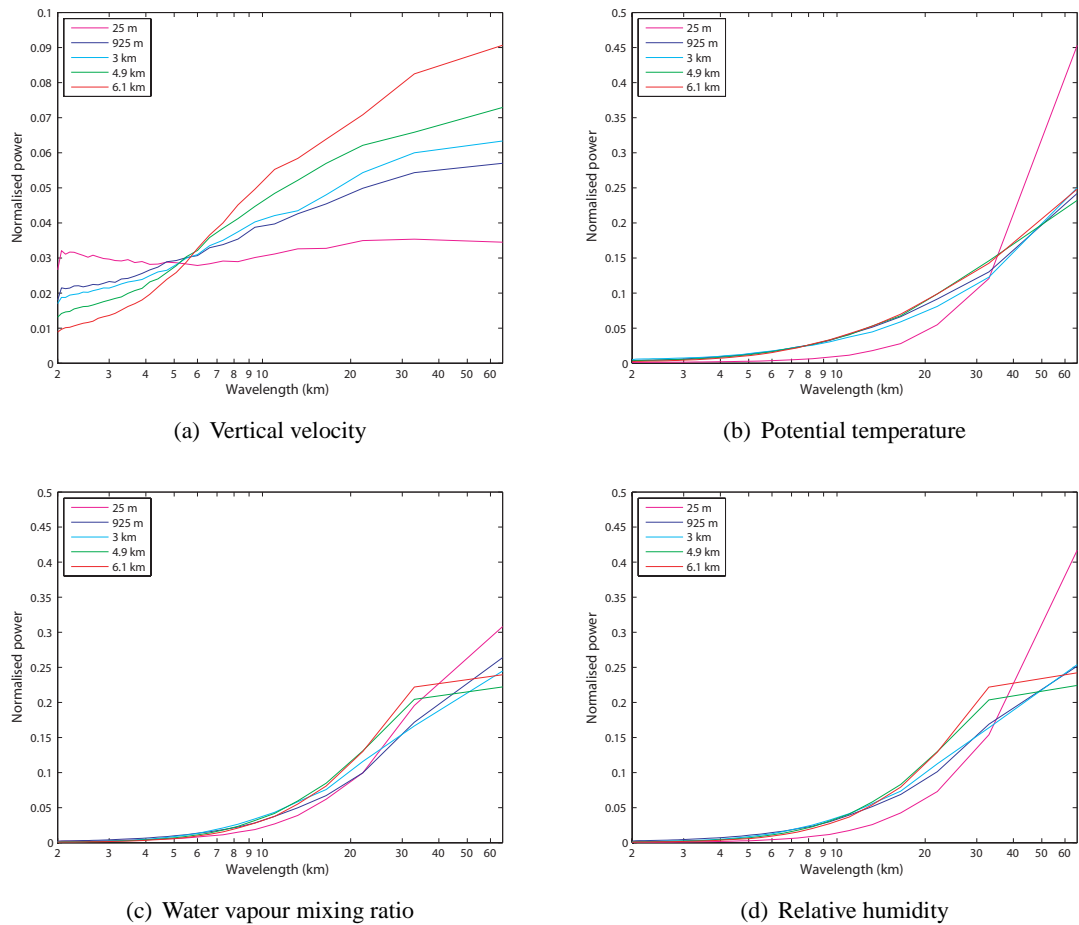 0.1
0.09
0.08
0.07
0.06
0.05
0.04
0.03
0.02
0.01
0
Normalised power
25 m
925 m
3 km
4.9 km
6.1 km
2 3 4 5 6 7 8 9 10 20 30 40 50 60
Wavelength (km)
(a) Vertical velocity
0.5
0.45
0.4
0.35
0.3
0.25
0.2
0.15
0.1
0.05
0
Normalised power
25 m
925 m
3 km
4.9 km
6.1 km
2 3 4 5 6 7 8 9 10 20 30 40 50 60
Wavelength (km)
(b) Potential temperature
0.5
0.45
0.4
0.35
0.3
0.25
0.2
0.15
0.1
0.05
0
Normalised power
25 m
925 m
3 km
4.9 km
6.1 km
2 3 4 5 6 7 8 9 10 20 30 40 50 60
Wavelength (km)
(c) Water vapour mixing ratio
0.5
0.45
0.4
0.35
0.3
0.25
0.2
0.15
0.1
0.05
0
Normalised power
25 m
925 m
3 km
4.9 km
6.1 km
2 3 4 5 6 7 8 9 10 20 30 40 50 60
Wavelength (km)
(d) Relative humidity